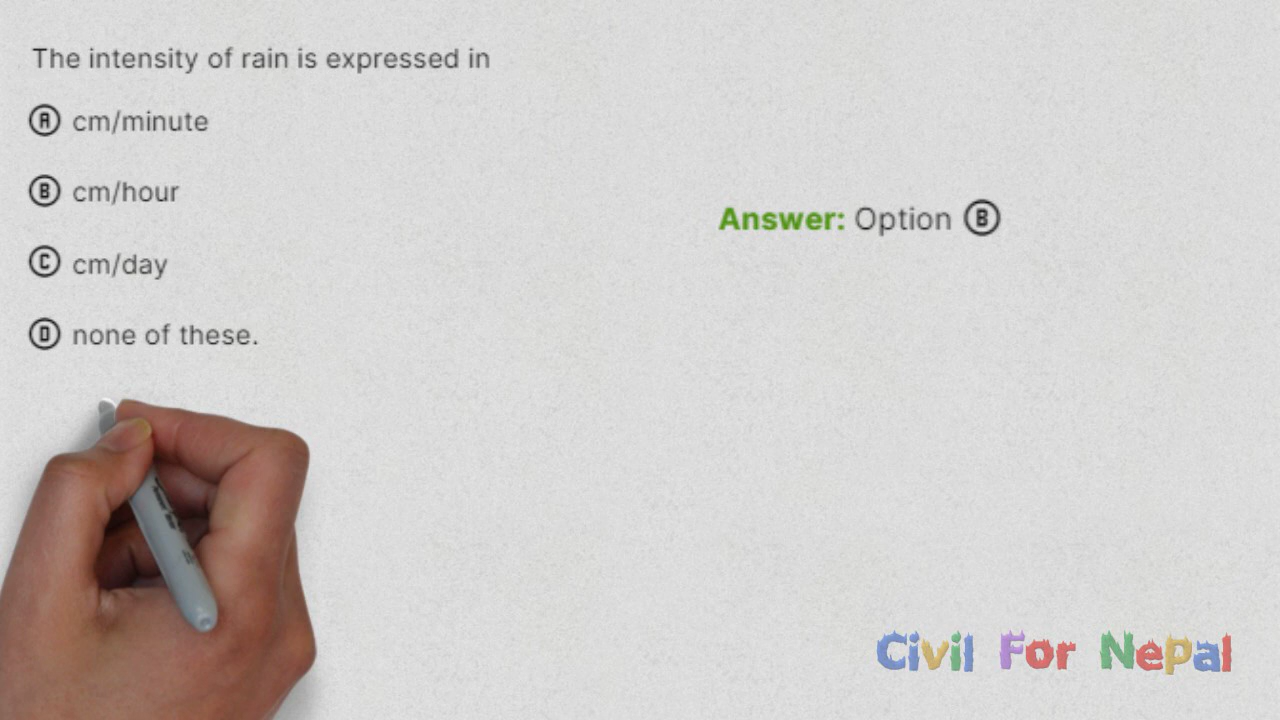 The intensity of rain is expressed in
A cm/minute
B cm/hour
C cm/day
D none of these.
Answer: Option B
Civil For Nepal